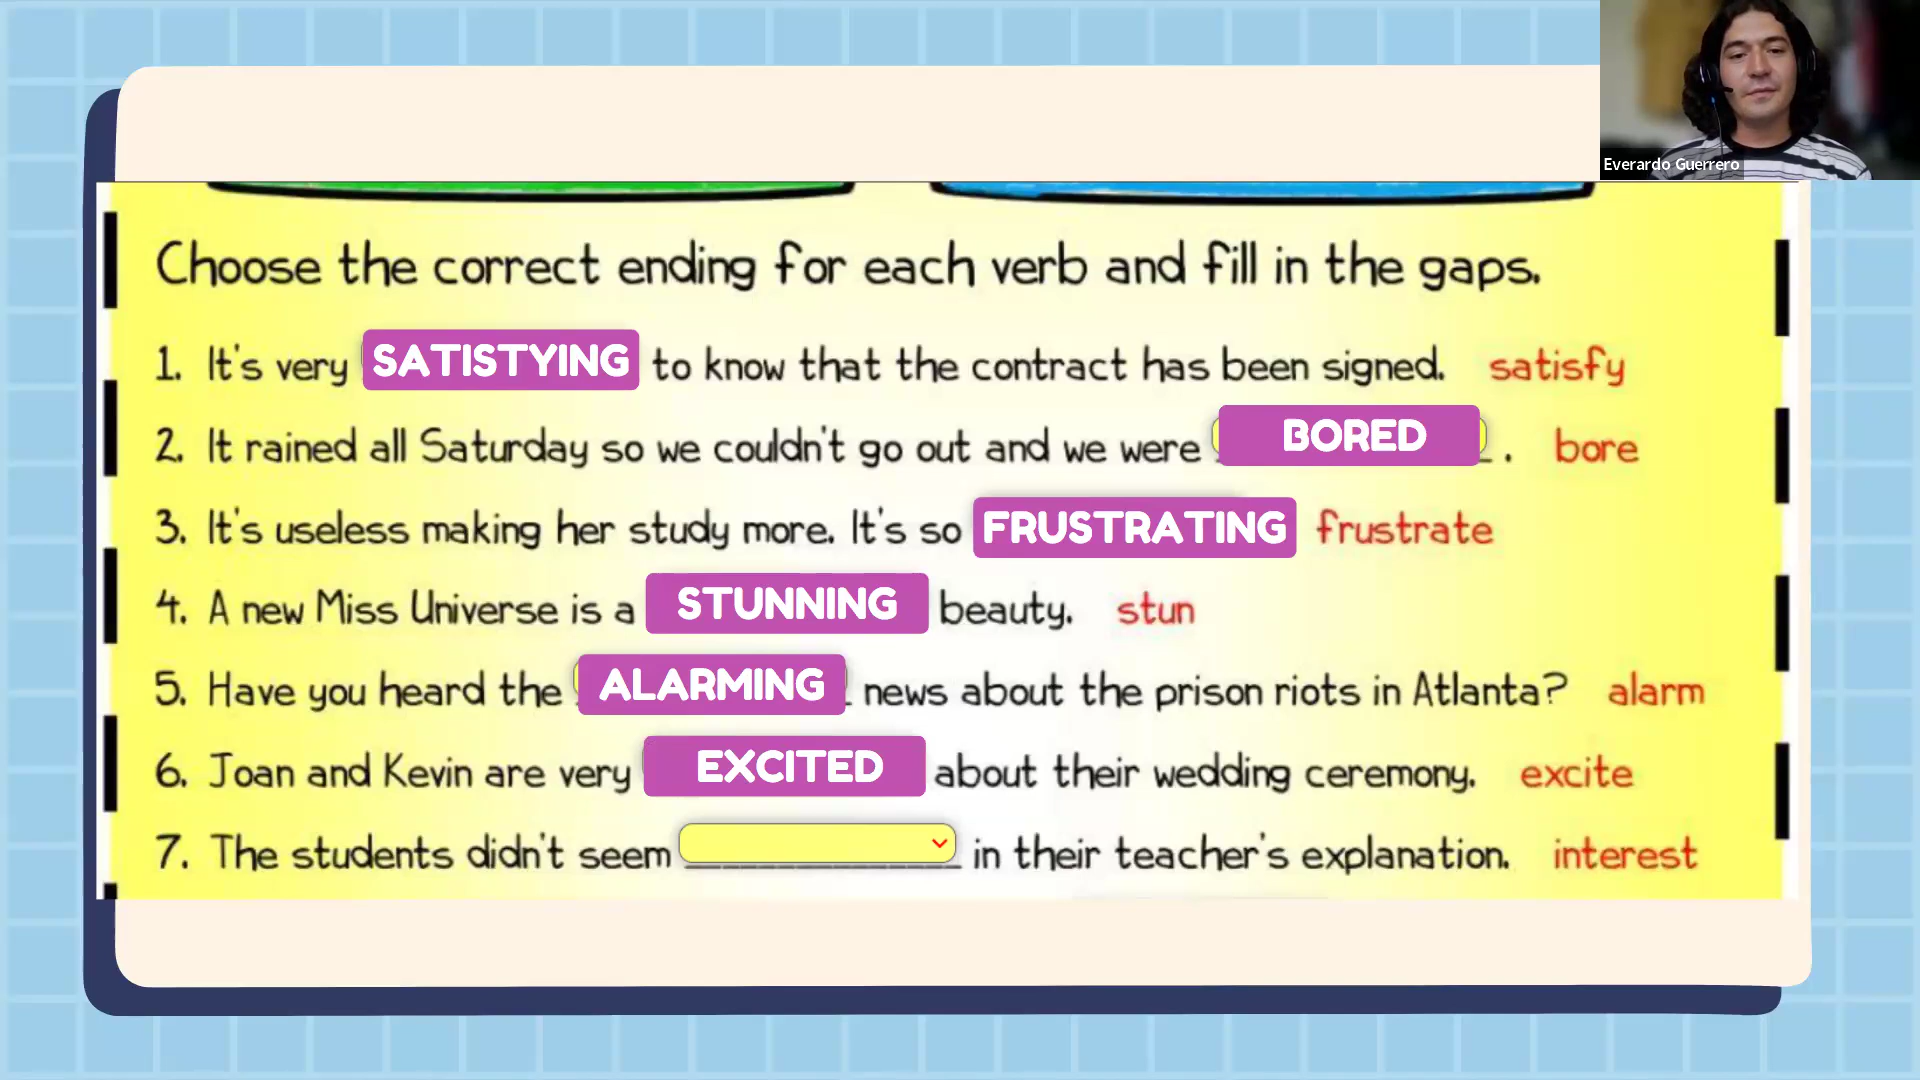 Everardo Guerrero
Choose the correct ending for each verb and fill in the gaps.
1. It's very SATISTYING to know that the contract has been signed. satisfy
2. It rained all Saturday so we couldn't go out and we were BORED . bore
3. It's useless making her study more. It's so FRUSTRATING frustrate
4. A new Miss Universe is a STUNNING beauty. stun
5. Have you heard the ALARMING news about the prison riots in Atlanta? alarm
6. Joan and Kevin are very EXCITED about their wedding ceremony. excite
7. The students didn't seem ______________ in their teacher's explanation. interest